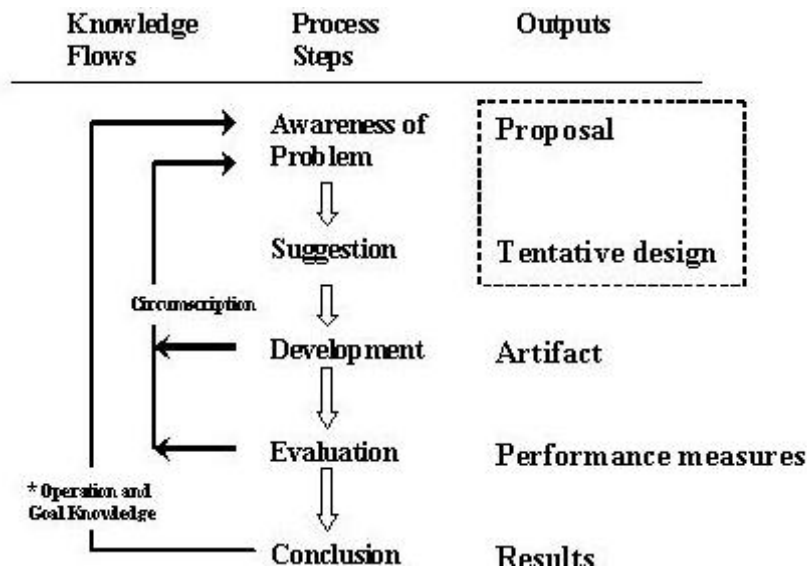 Knowledge
Flows
Process
Steps
Outputs
Awareness of
Problem
Proposal
Suggestion
Tentative design
Circumscription
Development
Artifact
Evaluation
Performance measures
* Operation and
Goal Knowledge
Conclusion
Results